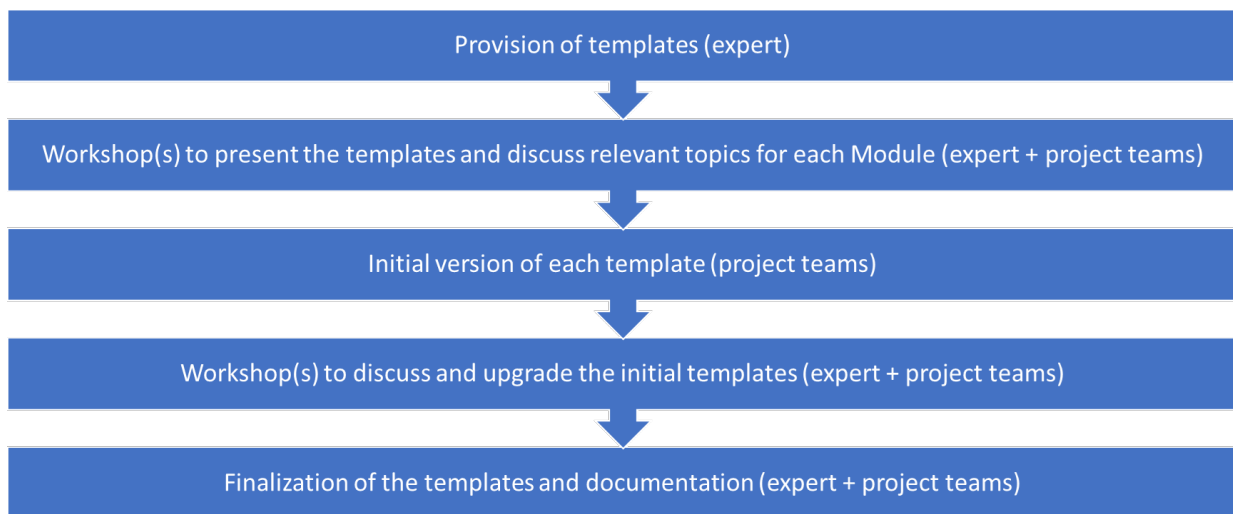 Provision of templates (expert)
Workshop(s) to present the templates and discuss relevant topics for each Module (expert + project teams)
Initial version of each template (project teams)
Workshop(s) to discuss and upgrade the initial templates (expert + project teams)
Finalization of the templates and documentation (expert + project teams)